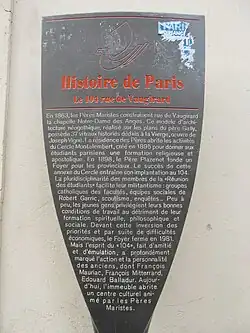 PARIS
Histoire de Paris
Le 104 rue de Vaugirard
En 1863, les Pères Maristes construisent rue de Vaugirard
la chapelle Notre-Dame des Anges. Ce modèle d'archi-
tecture néogothique, réalisé sur les plans du père Gally,
possède 37 vitraux historiés dédiés à la Vierge, œuvre de
Joseph Vigné. La résidence des Pères abrite les activités
du Cercle Montalembert, créé en 1895 pour donner aux
étudiants parisiens une formation religieuse et
apostolique. En 1898, le Père Plazenet fonde un
Foyer pour les provinciaux. Le succès de cette
annexe du Cercle entraîne son implantation au 104.
La pluridisciplinarité des membres de la «Réunion
des étudiants» facilite leur militantisme: groupes
catholiques des facultés, équipes sociales de
Robert Garric, scoutisme, enquêtes... Peu à
peu, les jeunes gens privilégient leurs bonnes
conditions de travail au détriment de leur
formation spirituelle, philosophique et
sociale. Devant cette inversion des
priorités et par suite de difficultés
économiques, le Foyer ferme en 1981.
Mais l'esprit du «104», fait d'amitié
et d'émulation, a profondément
marqué l'action et la personnalité
des anciens, dont François
Mauriac, François Mitterrand,
Edouard Balladur. Aujour-
d'hui, l'immeuble abrite
un centre culturel ani-
mé par les Pères
Maristes.